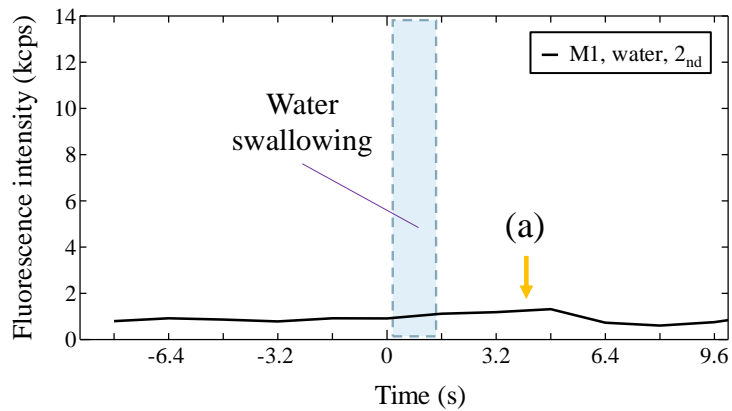 Fluorescence intensity (kcps)
14
12
10
8
6
4
2
0
M1, water, 2nd
Water
swallowing
(a)
-6.4 -3.2 0 3.2 6.4 9.6
Time (s)